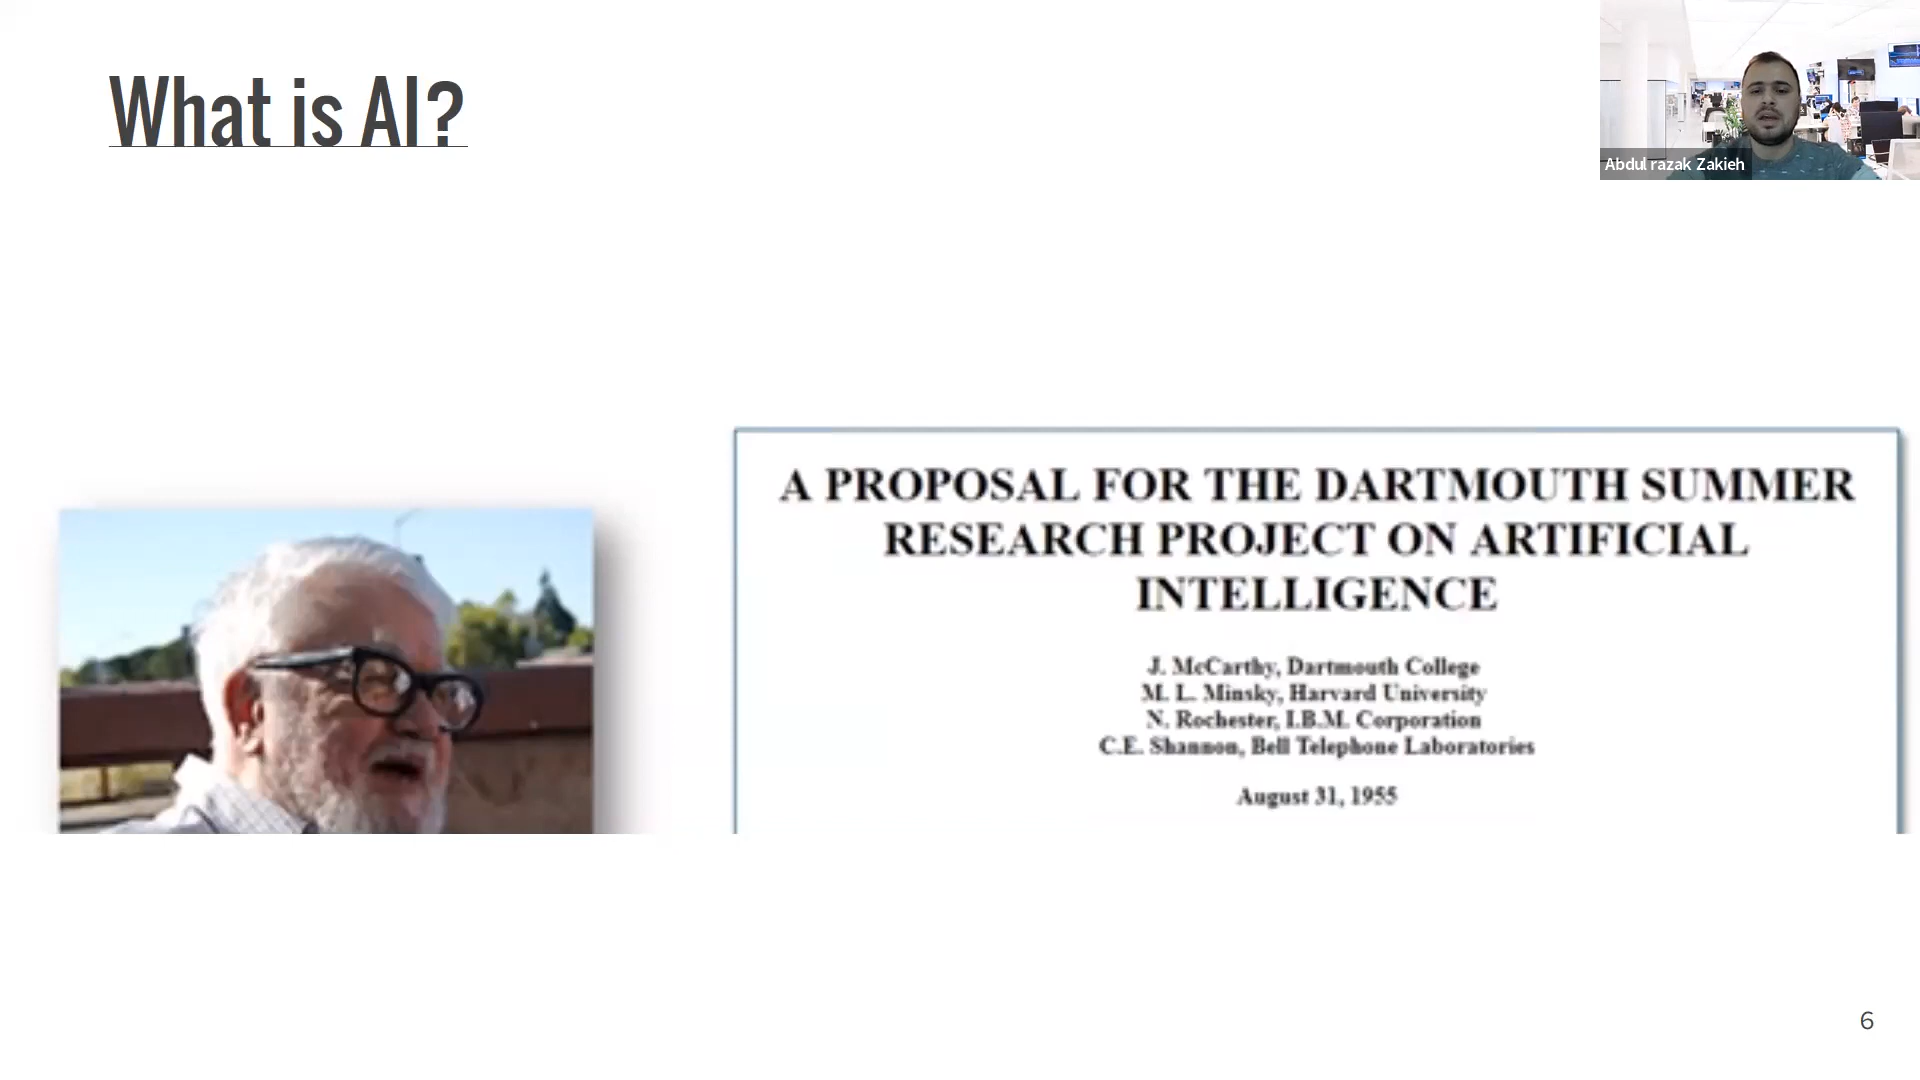 What is AI?
Abdul razak Zakieh
A PROPOSAL FOR THE DARTMOUTH SUMMER
RESEARCH PROJECT ON ARTIFICIAL
INTELLIGENCE
J. McCarthy, Dartmouth College
M. L. Minsky, Harvard University
N. Rochester, I.B.M. Corporation
C.E. Shannon, Bell Telephone Laboratories
August 31, 1955
6